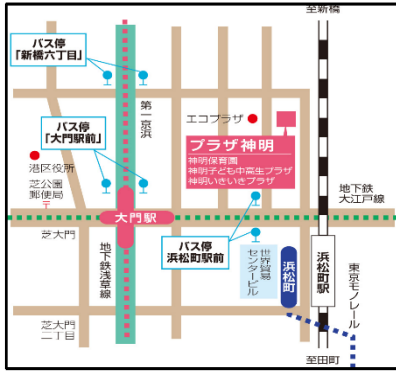 至新橋
バス停
「新橋六丁目」
第一京浜
エコプラザ
バス停
「大門駅前」
プラザ神明
神明保育園
神明子ども中高生プラザ
神明いきいきプラザ
港区役所
芝公園
郵便局
地下鉄
大江戸線
大門駅
芝大門
地下鉄浅草線
バス停
浜松町駅前
世界貿易
センタービル
浜松町
浜松町駅
東京モノレール
芝大門
二丁目
至田町